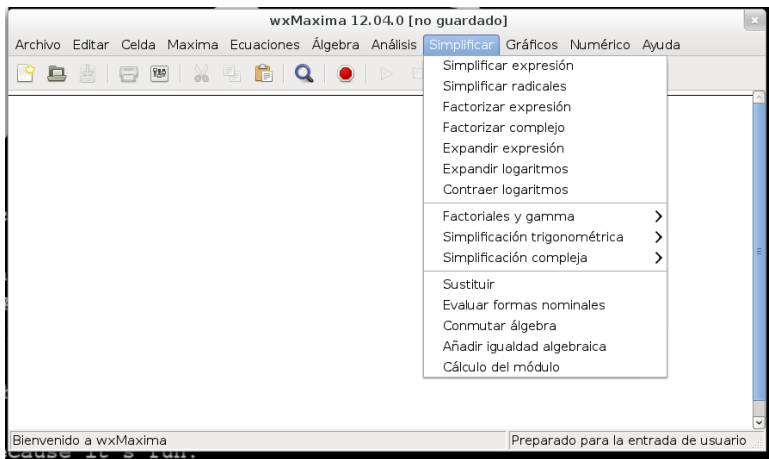 wxMaxima 12.04.0 [no guardado]
Archivo Editar Celda Maxima Ecuaciones Álgebra Análisis Simplificar Gráficos Numérico Ayuda
Simplificar expresión
Simplificar radicales
Factorizar expresión
Factorizar complejo
Expandir expresión
Expandir logaritmos
Contraer logaritmos
Factoriales y gamma
Simplificación trigonométrica
Simplificación compleja
Sustituir
Evaluar formas nominales
Conmutar álgebra
Añadir igualdad algebraica
Cálculo del módulo
Bienvenido a wxMaxima Preparado para la entrada de usuario
cause it's fun.